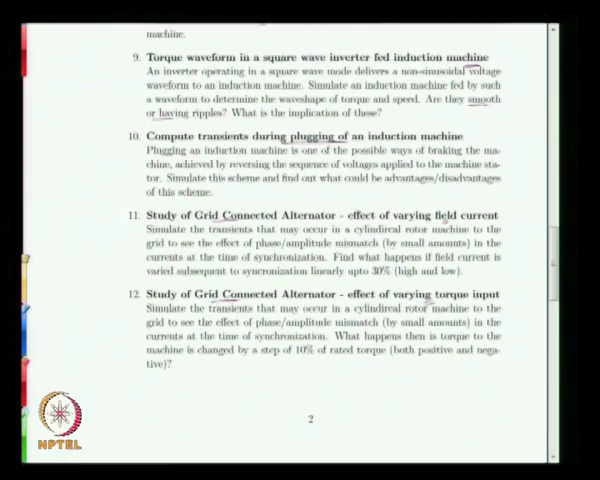 machine.
9. Torque waveform in a square wave inverter fed induction machine
An inverter operating in a square wave mode delivers a non-sinusoidal voltage
waveform to an induction machine. Simulate an induction machine fed by such
a waveform to determine the waveshape of torque and speed. Are they smooth
or having ripples? What is the implication of these?
10. Compute transients during plugging of an induction machine
Plugging an induction machine is one of the possible ways of braking the ma-
chine, achieved by reversing the sequence of voltages applied to the machine sta-
tor. Simulate this scheme and find out what could be advantages/disadvantages
of this scheme.
11. Study of Grid Connected Alternator - effect of varying field current
Simulate the transients that may occur in a cylindircal rotor machine to the
grid to see the effect of phase/amplitude mismatch (by small amounts) in the
currents at the time of synchronization. Find what happens if field current is
varied subsequent to syncronization linearly upto 30% (high and low).
12. Study of Grid Connected Alternator - effect of varying torque input
Simulate the transients that may occur in a cylindircal rotor machine to the
grid to see the effect of phase/amplitude mismatch (by small amounts) in the
currents at the time of synchronization. What happens then is torque to the
machine is changed by a step of 10% of rated torque (both positive and nega-
tive)?
2
NPTEL